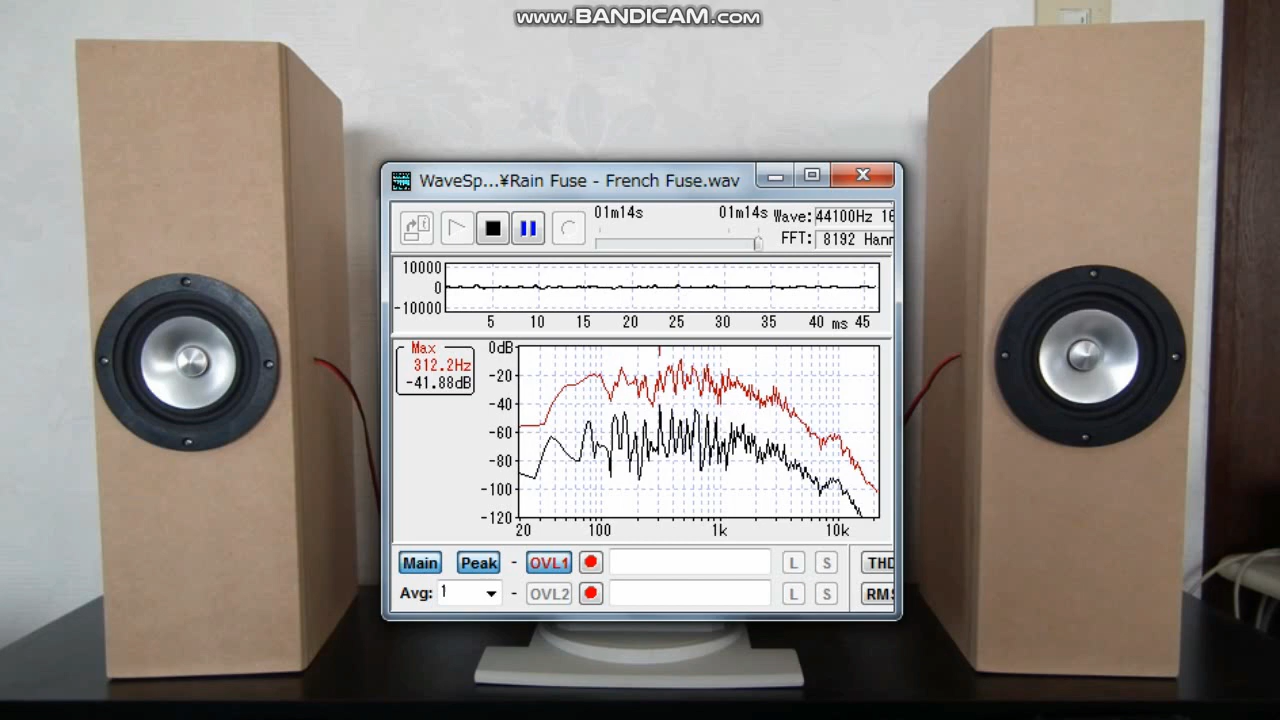 www.BANDICAM.com
WaveSp...¥Rain Fuse - French Fuse.wav
01m14s 01m14s Wave: 44100Hz 16
FFT: 8192 Hann
10000
0
-10000
5 10 15 20 25 30 35 40 ms 45
Max
312.2Hz
-41.88dB
0dB
-20
-40
-60
-80
-100
-120
20 100 1k 10k
Main Peak - OVL1 L S THD
Avg: 1 - OVL2 L S RMS